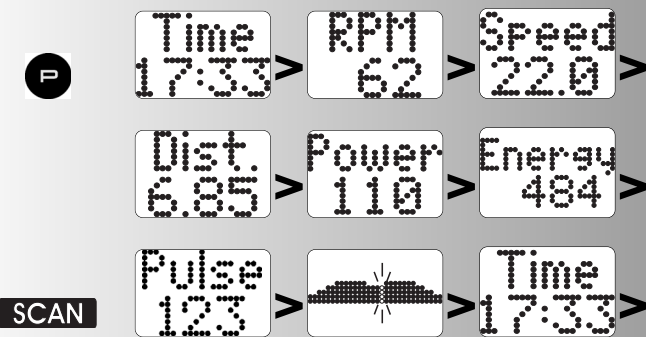 P
Time > RPM > Speed >
17:33 62 22.0
Dist. > Power > Energy >
6.85 110 484
SCAN
Pulse > > Time >
123 17:33